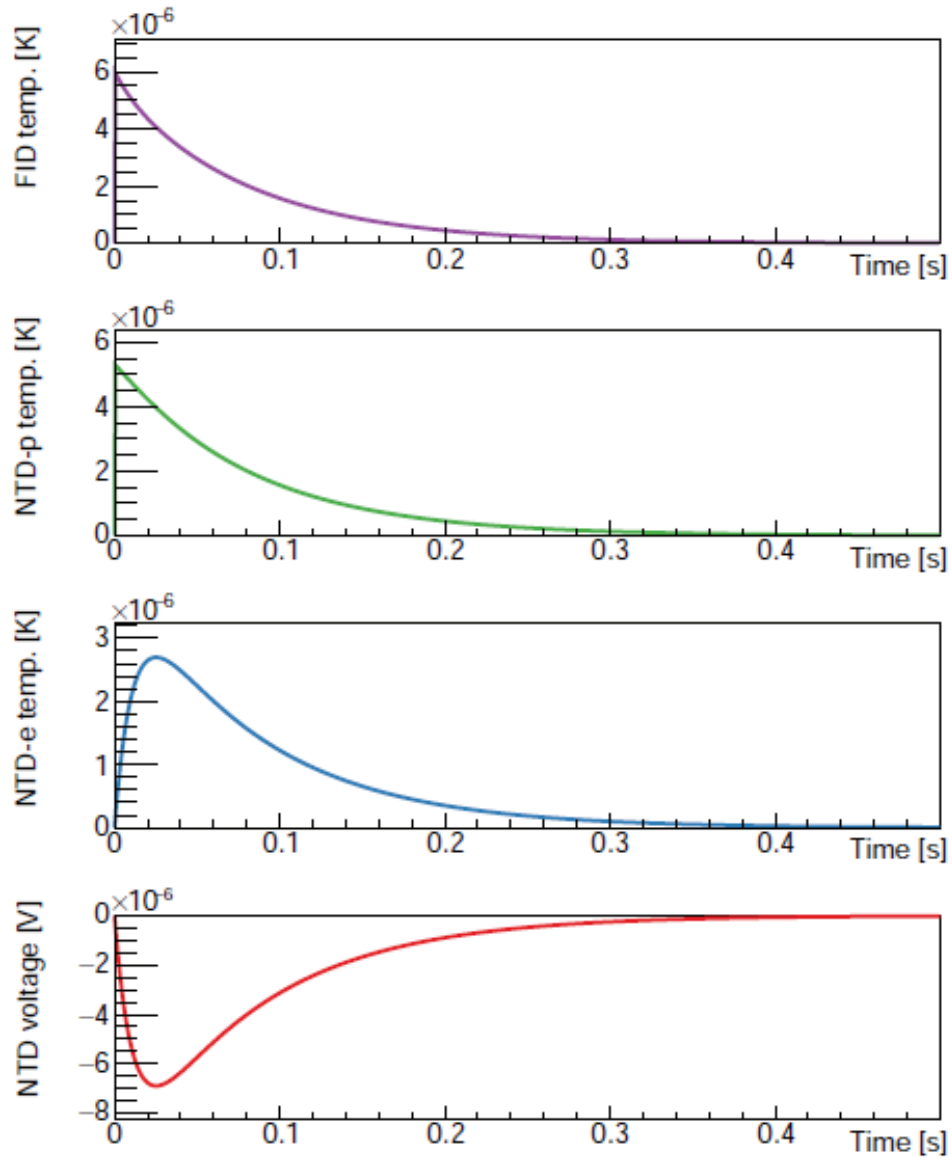 ×10⁻⁶
FID temp. [K]
6
4
2
0
0 0.1 0.2 0.3 0.4 Time [s]
×10⁻⁶
NTD-p temp. [K]
6
4
2
0
0 0.1 0.2 0.3 0.4 Time [s]
×10⁻⁶
NTD-e temp. [K]
3
2
1
0
0 0.1 0.2 0.3 0.4 Time [s]
×10⁻⁶
NTD voltage [V]
0
−2
−4
−6
−8
0 0.1 0.2 0.3 0.4 Time [s]